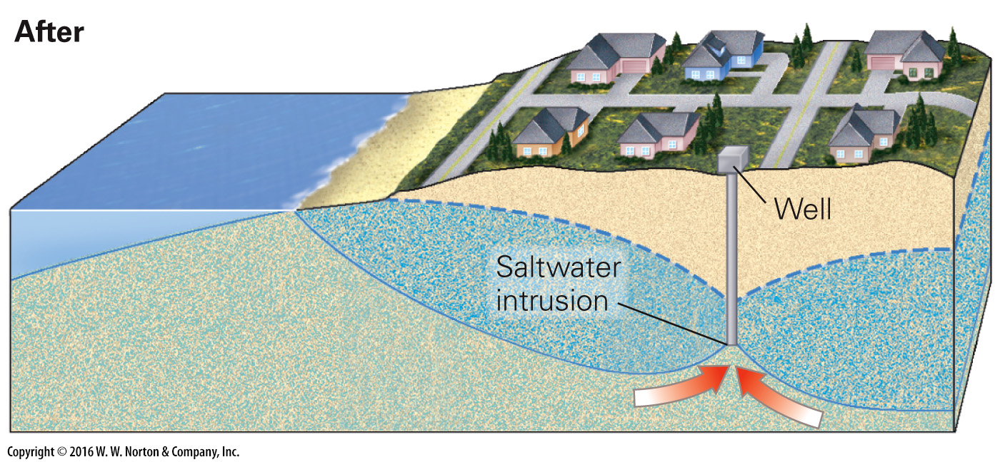 After
Well
Saltwater
intrusion
Copyright © 2016 W. W. Norton & Company, Inc.